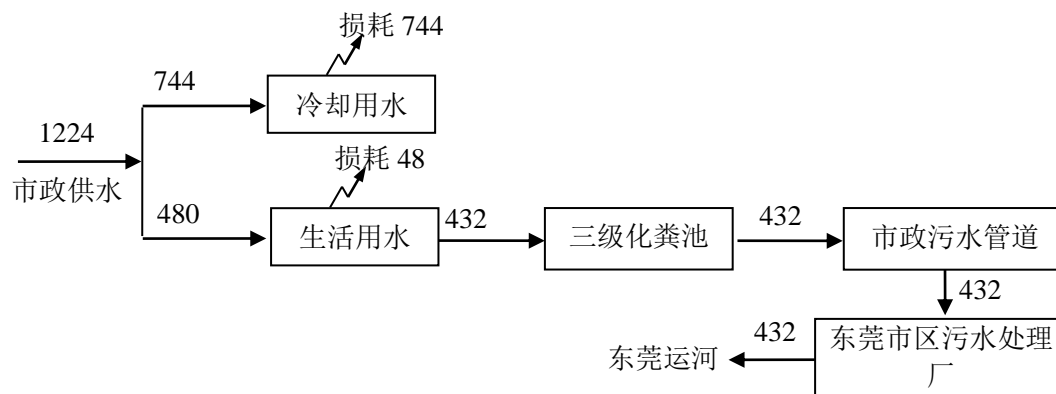 损耗 744
744
冷却用水
1224
市政供水
损耗 48
480
生活用水
432
三级化粪池
432
市政污水管道
432
东莞市区污水处理
厂
432
东莞运河